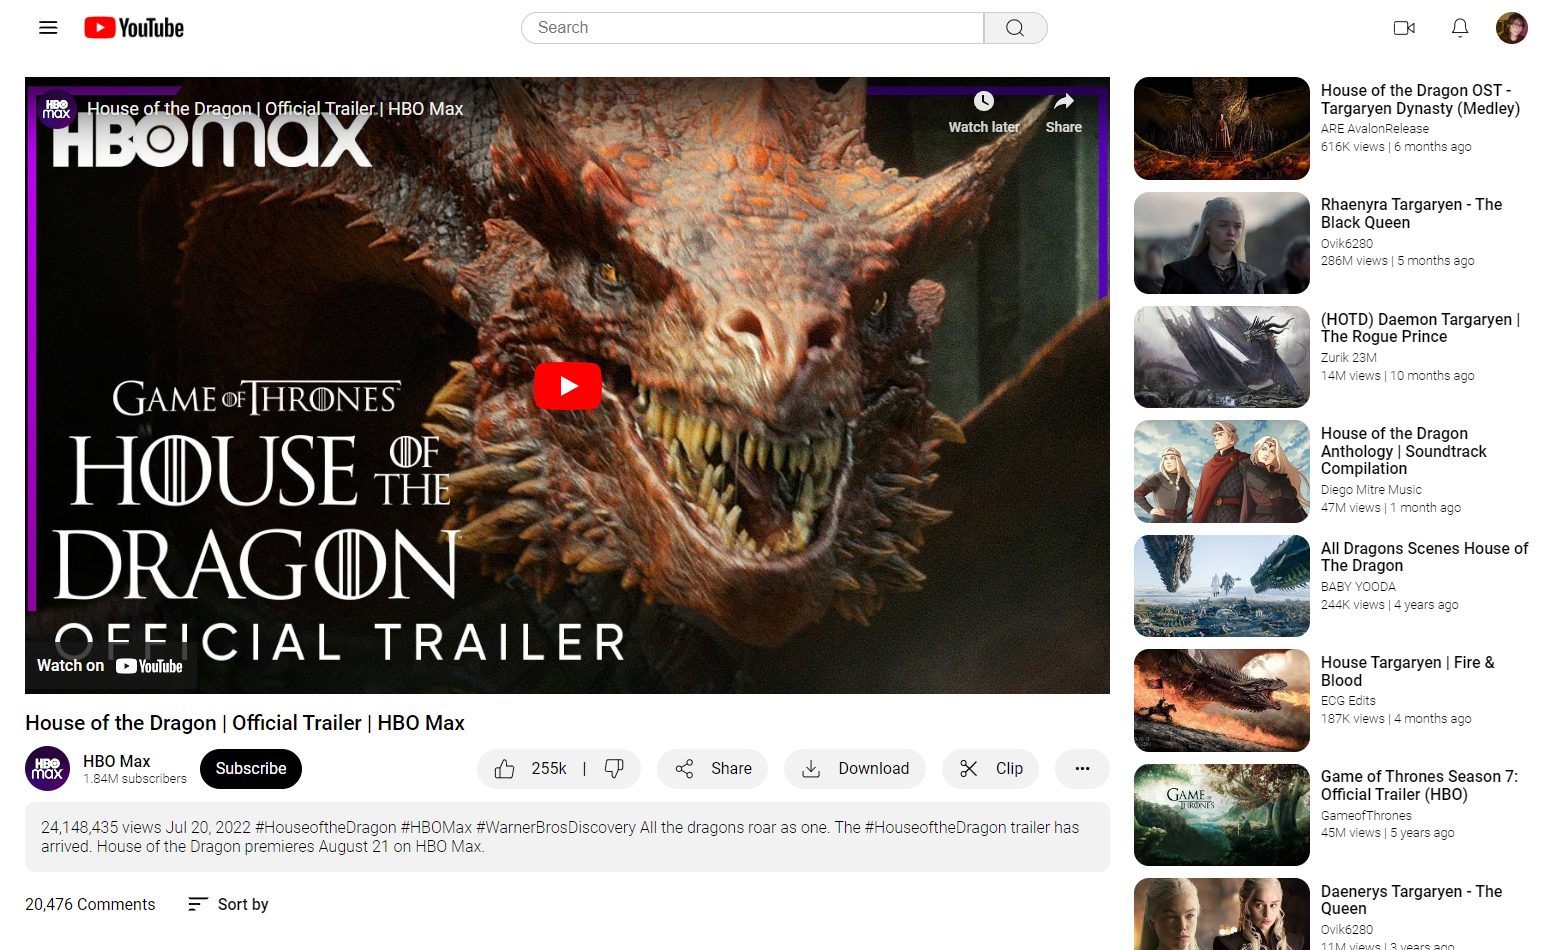 YouTube
Search
HBO max
House of the Dragon | Official Trailer | HBO Max
Watch later
Share
HBOmax
GAME OF THRONES
HOUSE OF THE
DRAGON
OFFICIAL TRAILER
Watch on YouTube
House of the Dragon | Official Trailer | HBO Max
HBO max
HBO Max
1.84M subscribers
Subscribe
255k |
Share
Download
Clip
24,148,435 views Jul 20, 2022 #HouseoftheDragon #HBOMax #WarnerBrosDiscovery All the dragons roar as one. The #HouseoftheDragon trailer has
arrived. House of the Dragon premieres August 21 on HBO Max.
20,476 Comments
Sort by
House of the Dragon OST -
Targaryen Dynasty (Medley)
ARE AvalonRelease
616K views | 6 months ago
Rhaenyra Targaryen - The
Black Queen
Ovik6280
286M views | 5 months ago
(HOTD) Daemon Targaryen |
The Rogue Prince
Zurik 23M
14M views | 10 months ago
House of the Dragon
Anthology | Soundtrack
Compilation
Diego Mitre Music
47M views | 1 month ago
All Dragons Scenes House of
The Dragon
BABY YOODA
244K views | 4 years ago
House Targaryen | Fire &
Blood
ECG Edits
187K views | 4 months ago
GAME OF
THRONES
Game of Thrones Season 7:
Official Trailer (HBO)
GameofThrones
45M views | 5 years ago
Daenerys Targaryen - The
Queen
Ovik6280
11M views | 3 years ago